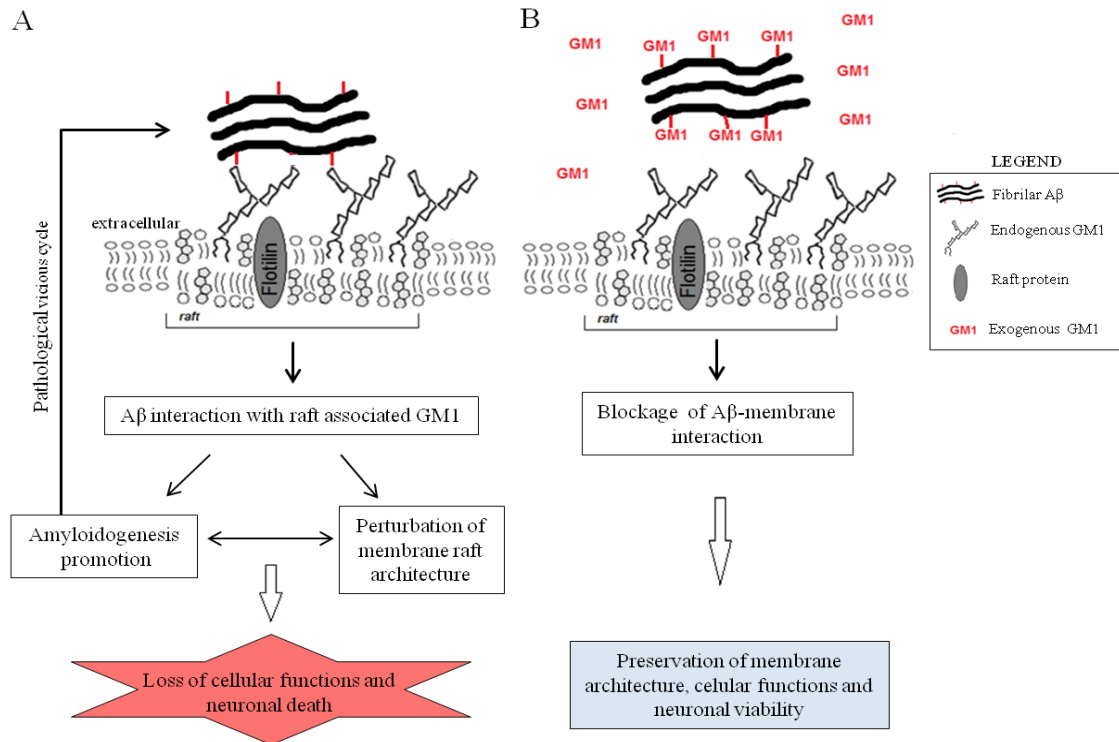 A
extracellular
Flotilin
raft
Pathological vicious cycle
Aβ interaction with raft associated GM1
Amyloidogenesis
promotion
Perturbation of
membrane raft
architecture
Loss of cellular functions and
neuronal death
B
GM1
GM1
GM1
GM1
GM1
GM1
GM1
GM1
GM1
GM1
GM1
GM1
GM1
Flotilin
raft
Blockage of Aβ-membrane
interaction
Preservation of membrane
architecture, celular functions and
neuronal viability
LEGEND
Fibrilar Aβ
Endogenous GM1
Raft protein
GM1 Exogenous GM1